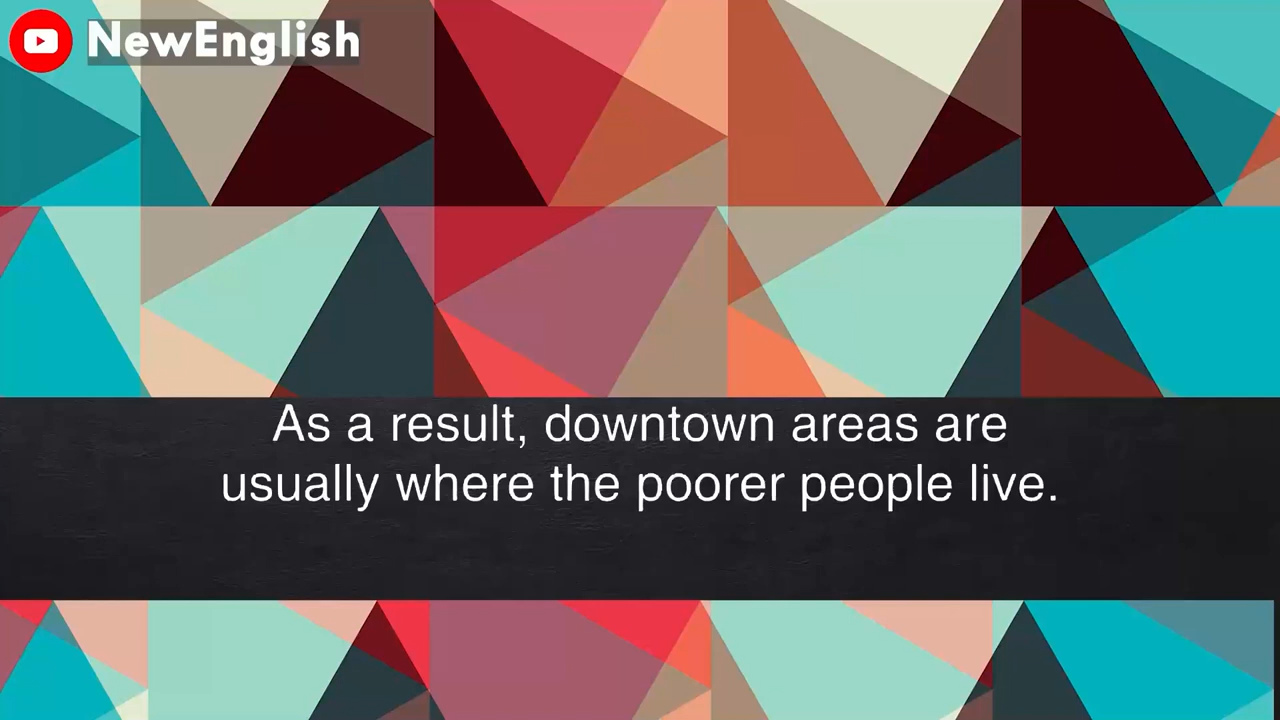 NewEnglish
As a result, downtown areas are
usually where the poorer people live.